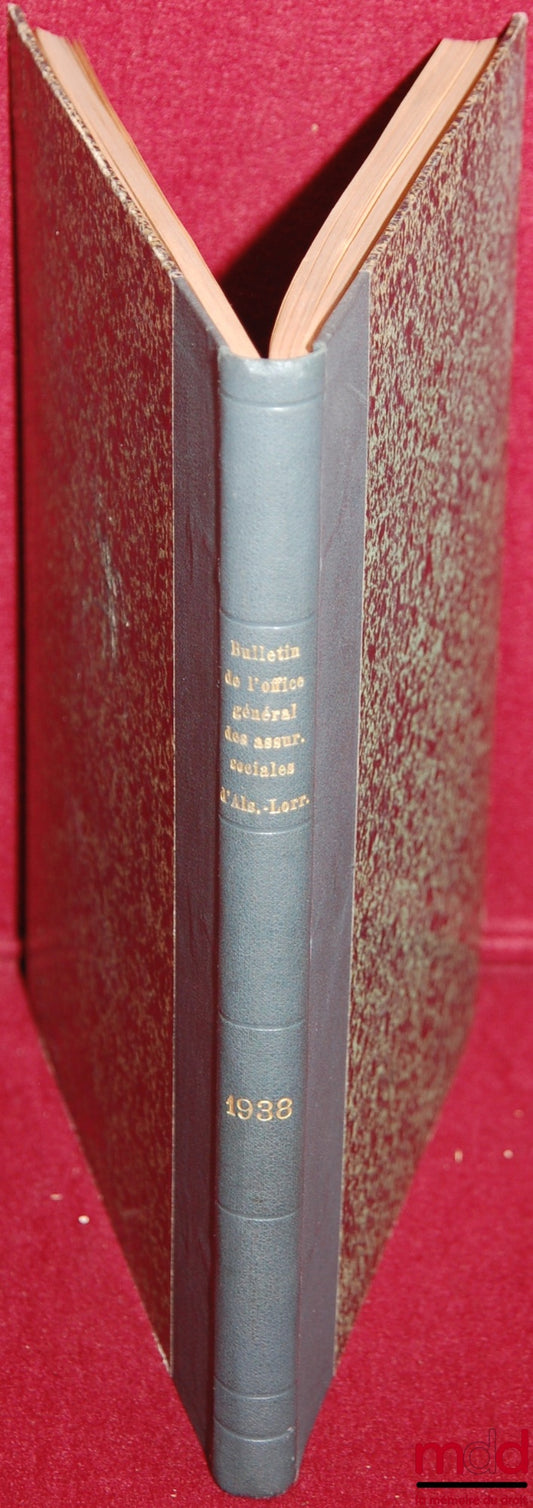 Bulletin
de l'office
général
des assur.
sociales
d'Als.-Lorr.
1938
mdd